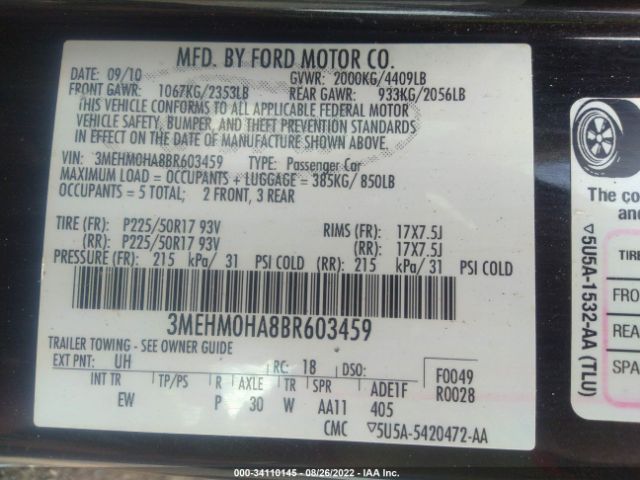 MFD. BY FORD MOTOR CO.
DATE: 09/10 GVWR: 2000KG/4409LB
FRONT GAWR: 1067KG/2353LB REAR GAWR: 933KG/2056LB
THIS VEHICLE CONFORMS TO ALL APPLICABLE FEDERAL MOTOR
VEHICLE SAFETY, BUMPER, AND THEFT PREVENTION STANDARDS
IN EFFECT ON THE DATE OF MANUFACTURE SHOWN ABOVE.
VIN: 3MEHM0HA8BR603459 TYPE: Passenger Car
MAXIMUM LOAD = OCCUPANTS + LUGGAGE = 385KG/ 850LB
OCCUPANTS = 5 TOTAL; 2 FRONT, 3 REAR
TIRE (FR): P225/50R17 93V RIMS (FR): 17X7.5J
(RR): P225/50R17 93V (RR): 17X7.5J
PRESSURE (FR): 215 kPa/ 31 PSI COLD (RR): 215 kPa/ 31 PSI COLD
3MEHM0HA8BR603459
TRAILER TOWING - SEE OWNER GUIDE
EXT PNT: UH RC: 18 DSO: F0049
INT TR TP/PS R AXLE TR SPR ADE1F R0028
EW P 30 W AA11 405
CMC ▽5U5A-5420472-AA
The co
and
▽5U5A-1532-AA (TLU)
TIRE
FRO
REA
SPA
000-34110145 - 08/26/2022 - IAA Inc.